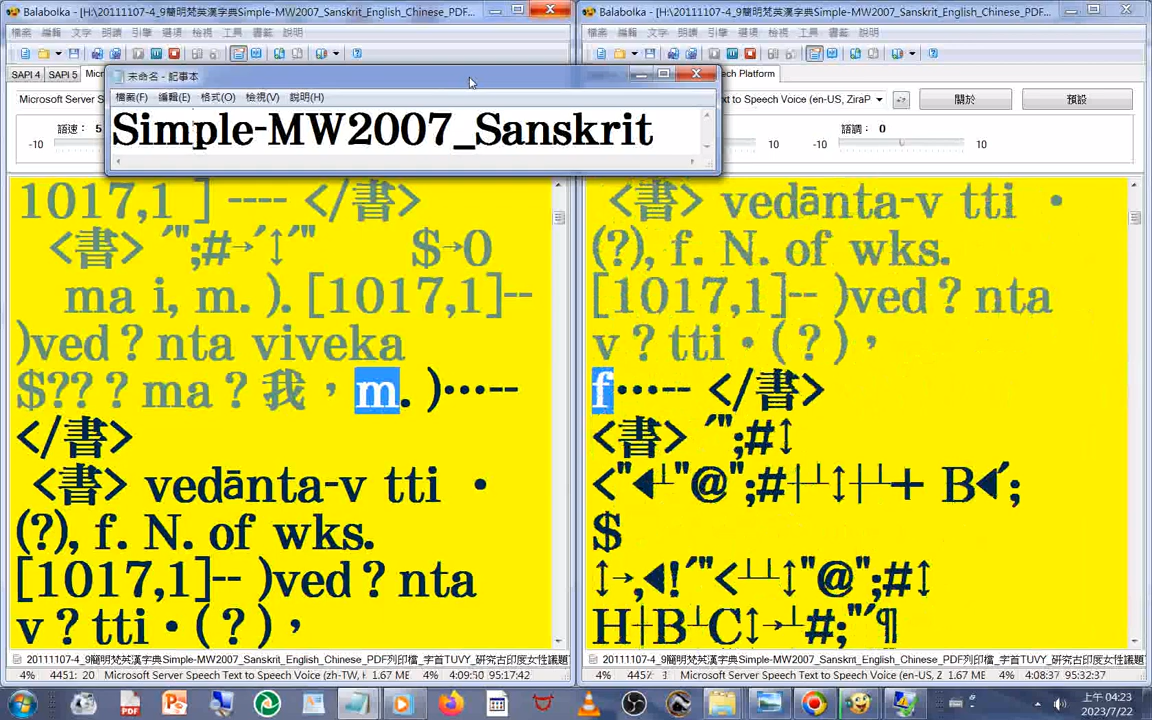 Balabolka - [H:\20111107-4_9簡明梵英漢字典Simple-MW2007_Sanskrit_English_Chinese_PDF...
檔案 編輯 文字 朗讀 引擎 選項 檢視 工具 書籤 說明
SAPI 4 SAPI 5
Microsoft Server S
語速： 5
-10
未命名 - 記事本
檔案(F) 編輯(E) 格式(O) 檢視(V) 說明(H)
Simple-MW2007_Sanskrit
1017,1 ] ---- </書>
<書> ´";#→´↕´" $→0
ma i, m. ). [1017,1]--
)ved？nta viveka
$??？ma？我，m. )…--
</書>
<書> vedānta-v tti •
(?), f. N. of wks.
[1017,1]-- )ved？nta
v？tti•(？)，
20111107-4_9簡明梵英漢字典Simple-MW2007_Sanskrit_English_Chinese_PDF列印檔_字首TUVY_研究古印度女性議題
4% 4451: 20 Microsoft Server Speech Text to Speech Voice (zh-TW, H 1.67 MB 4:09:50 95:17:42
Balabolka - [H:\20111107-4_9簡明梵英漢字典Simple-MW2007_Sanskrit_English_Chinese_PDF...
檔案 編輯 文字 朗讀 引擎 選項 檢視 工具 書籤 說明
ech Platform
t to Speech Voice (en-US, ZiraP 關於 預設
語調： 0
10 -10 10
<書> vedānta-v tti •
(?), f. N. of wks.
[1017,1]-- )ved？nta
v？tti•(？)，
f…-- </書>
<書> ´";#↕
<"◄┴"@";#┼┴↕┼┴+ B◄´;
$
↕→,◄!´"<┴┴↕"@";#↕
H┼B┴C↕→┴#;"´¶
20111107-4_9簡明梵英漢字典Simple-MW2007_Sanskrit_English_Chinese_PDF列印檔_字首TUVY_研究古印度女性議題
4% 4451: 2 Microsoft Server Speech Text to Speech Voice (en-US, Z 1.67 MB 4:08:37 95:32:37
上午 04:23
2023/7/22